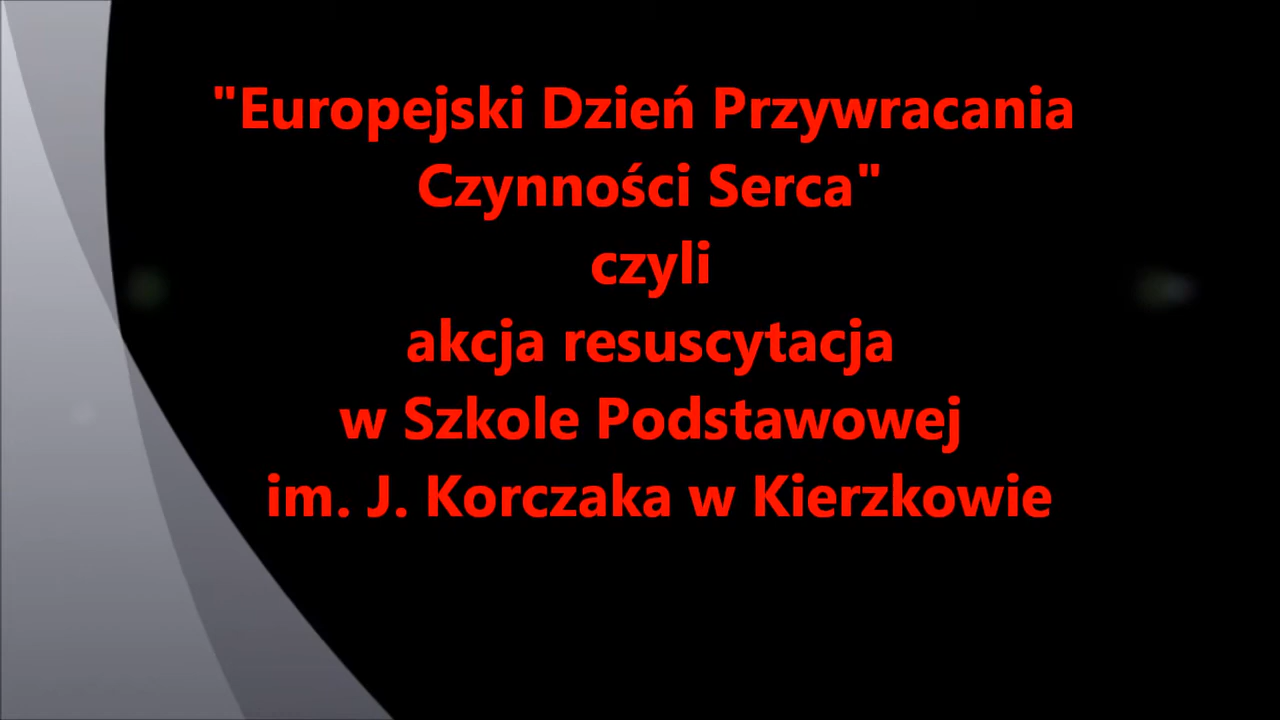 "Europejski Dzień Przywracania
Czynności Serca"
czyli
akcja resuscytacja
w Szkole Podstawowej
im. J. Korczaka w Kierzkowie